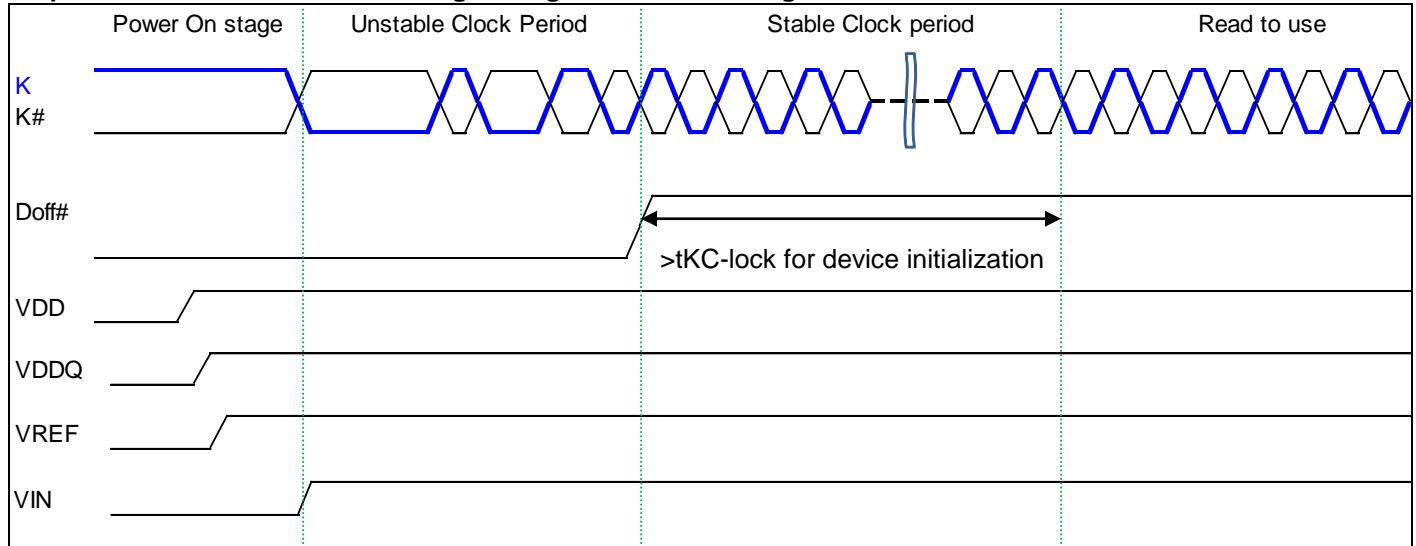 Power On stage Unstable Clock Period Stable Clock period Read to use
K
K#
Doff#
>tKC-lock for device initialization
VDD
VDDQ
VREF
VIN